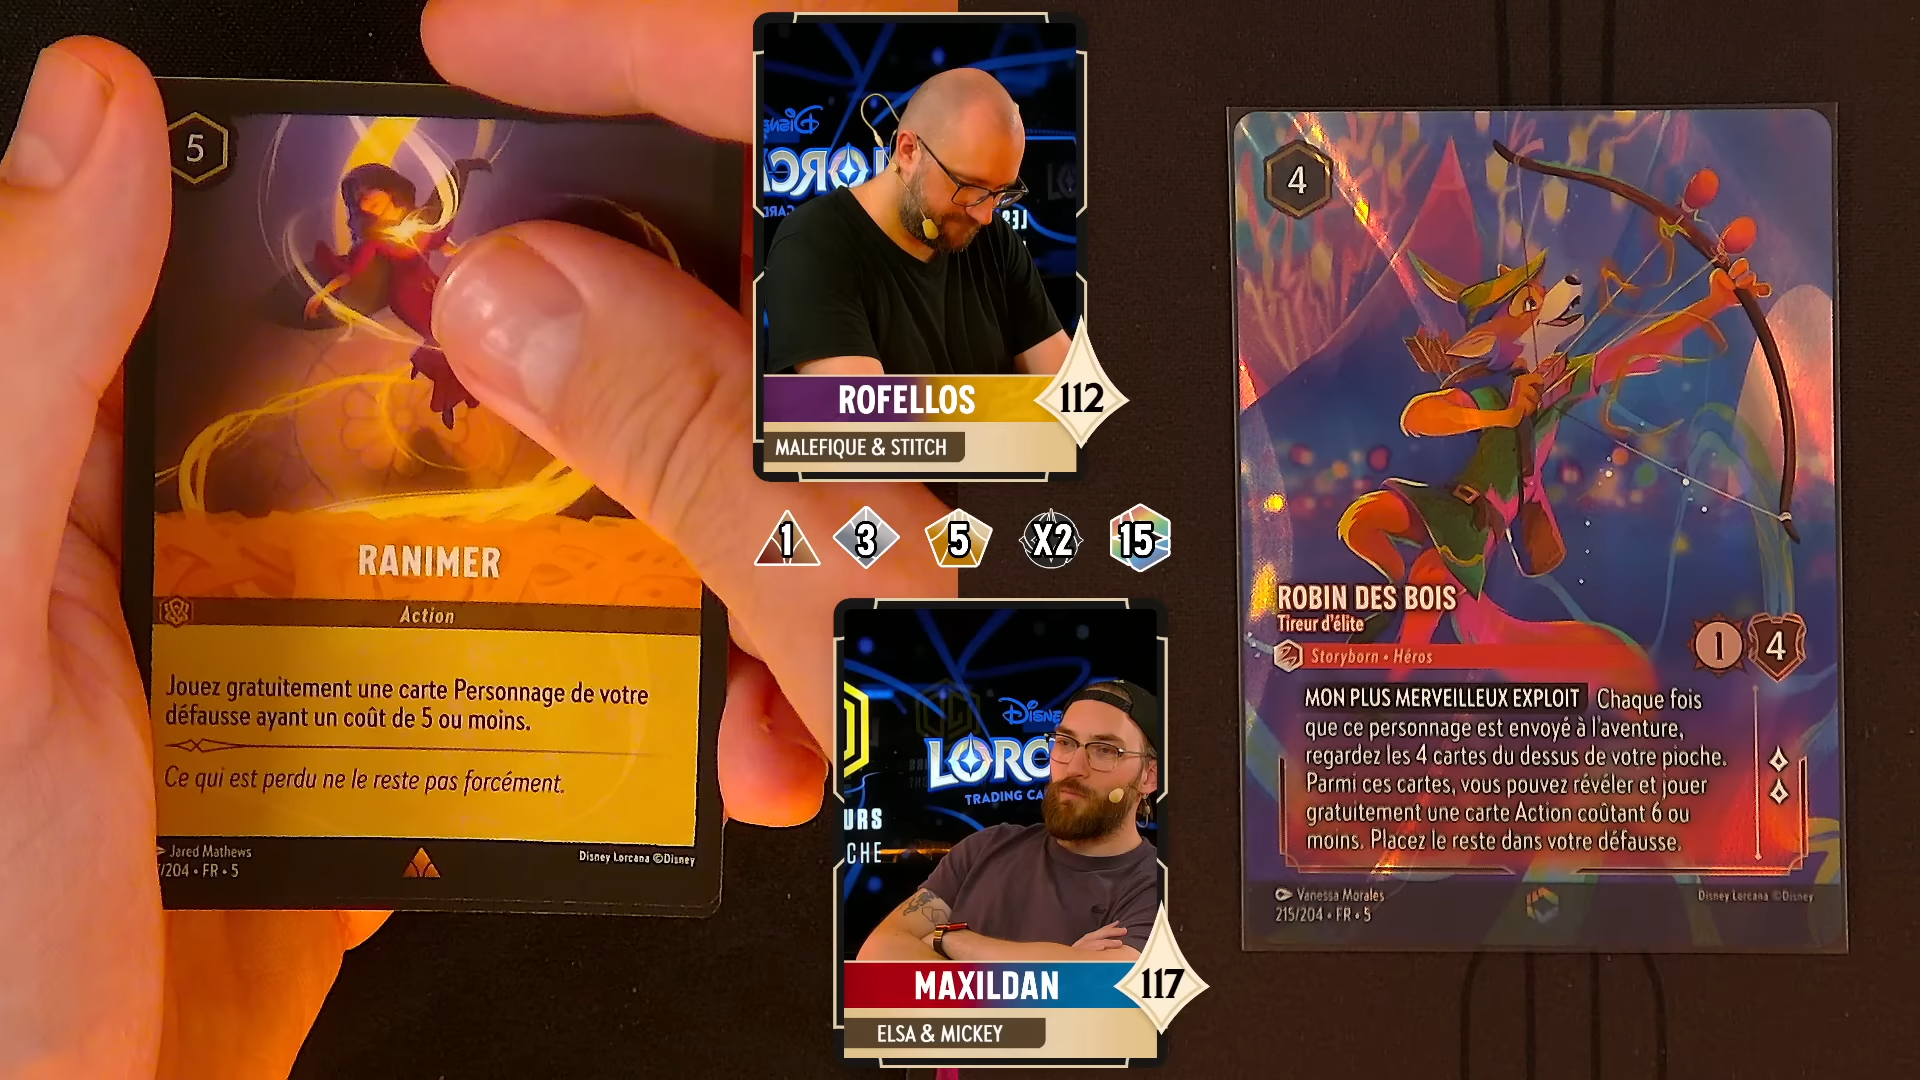 5
RANIMER
Action
Jouez gratuitement une carte Personnage de votre
défausse ayant un coût de 5 ou moins.
Ce qui est perdu ne le reste pas forcément.
Jared Mathews
/204 • FR • 5
Disney Lorcana ©Disney
DISNEY
LORC
ROFELLOS
112
MALEFIQUE & STITCH
1
3
5
X2
15
DISNE
LORC
TRADING CA
URS
CHE
MAXILDAN
117
ELSA & MICKEY
4
ROBIN DES BOIS
Tireur d'élite
Storyborn • Héros
1
4
MON PLUS MERVEILLEUX EXPLOIT Chaque fois
que ce personnage est envoyé à l'aventure,
regardez les 4 cartes du dessus de votre pioche.
Parmi ces cartes, vous pouvez révéler et jouer
gratuitement une carte Action coûtant 6 ou
moins. Placez le reste dans votre défausse.
Vanessa Morales
215/204 • FR • 5
Disney Lorcana ©Disney